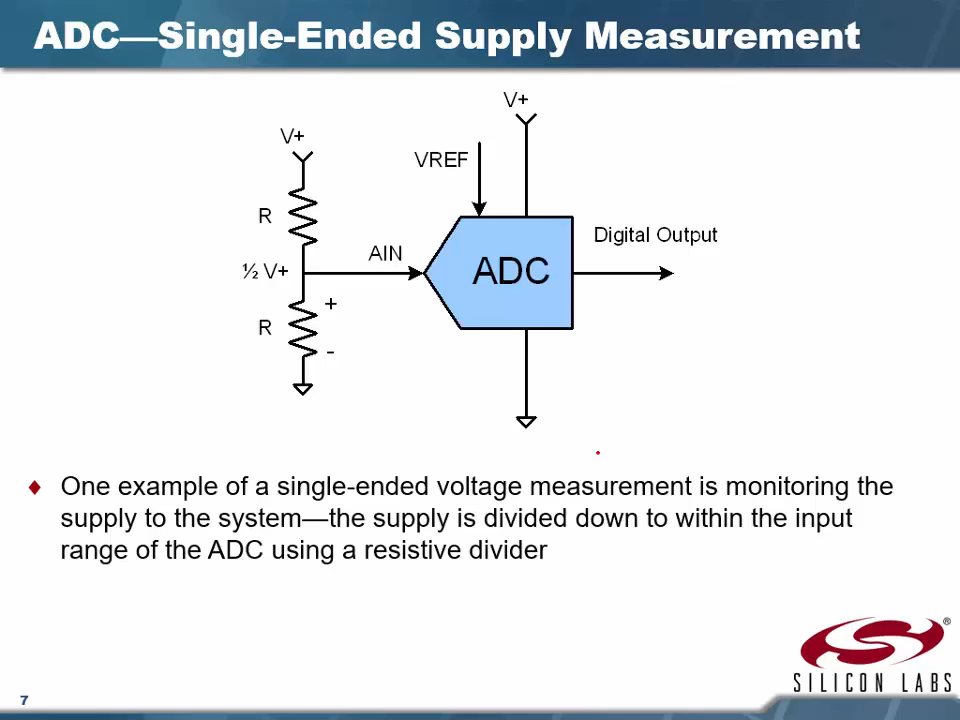 ADC—Single-Ended Supply Measurement
V+
V+
VREF
R
Digital Output
AIN
½ V+
ADC
+
R
-
♦ One example of a single-ended voltage measurement is monitoring the
supply to the system—the supply is divided down to within the input
range of the ADC using a resistive divider
®
SILICON LABS
7